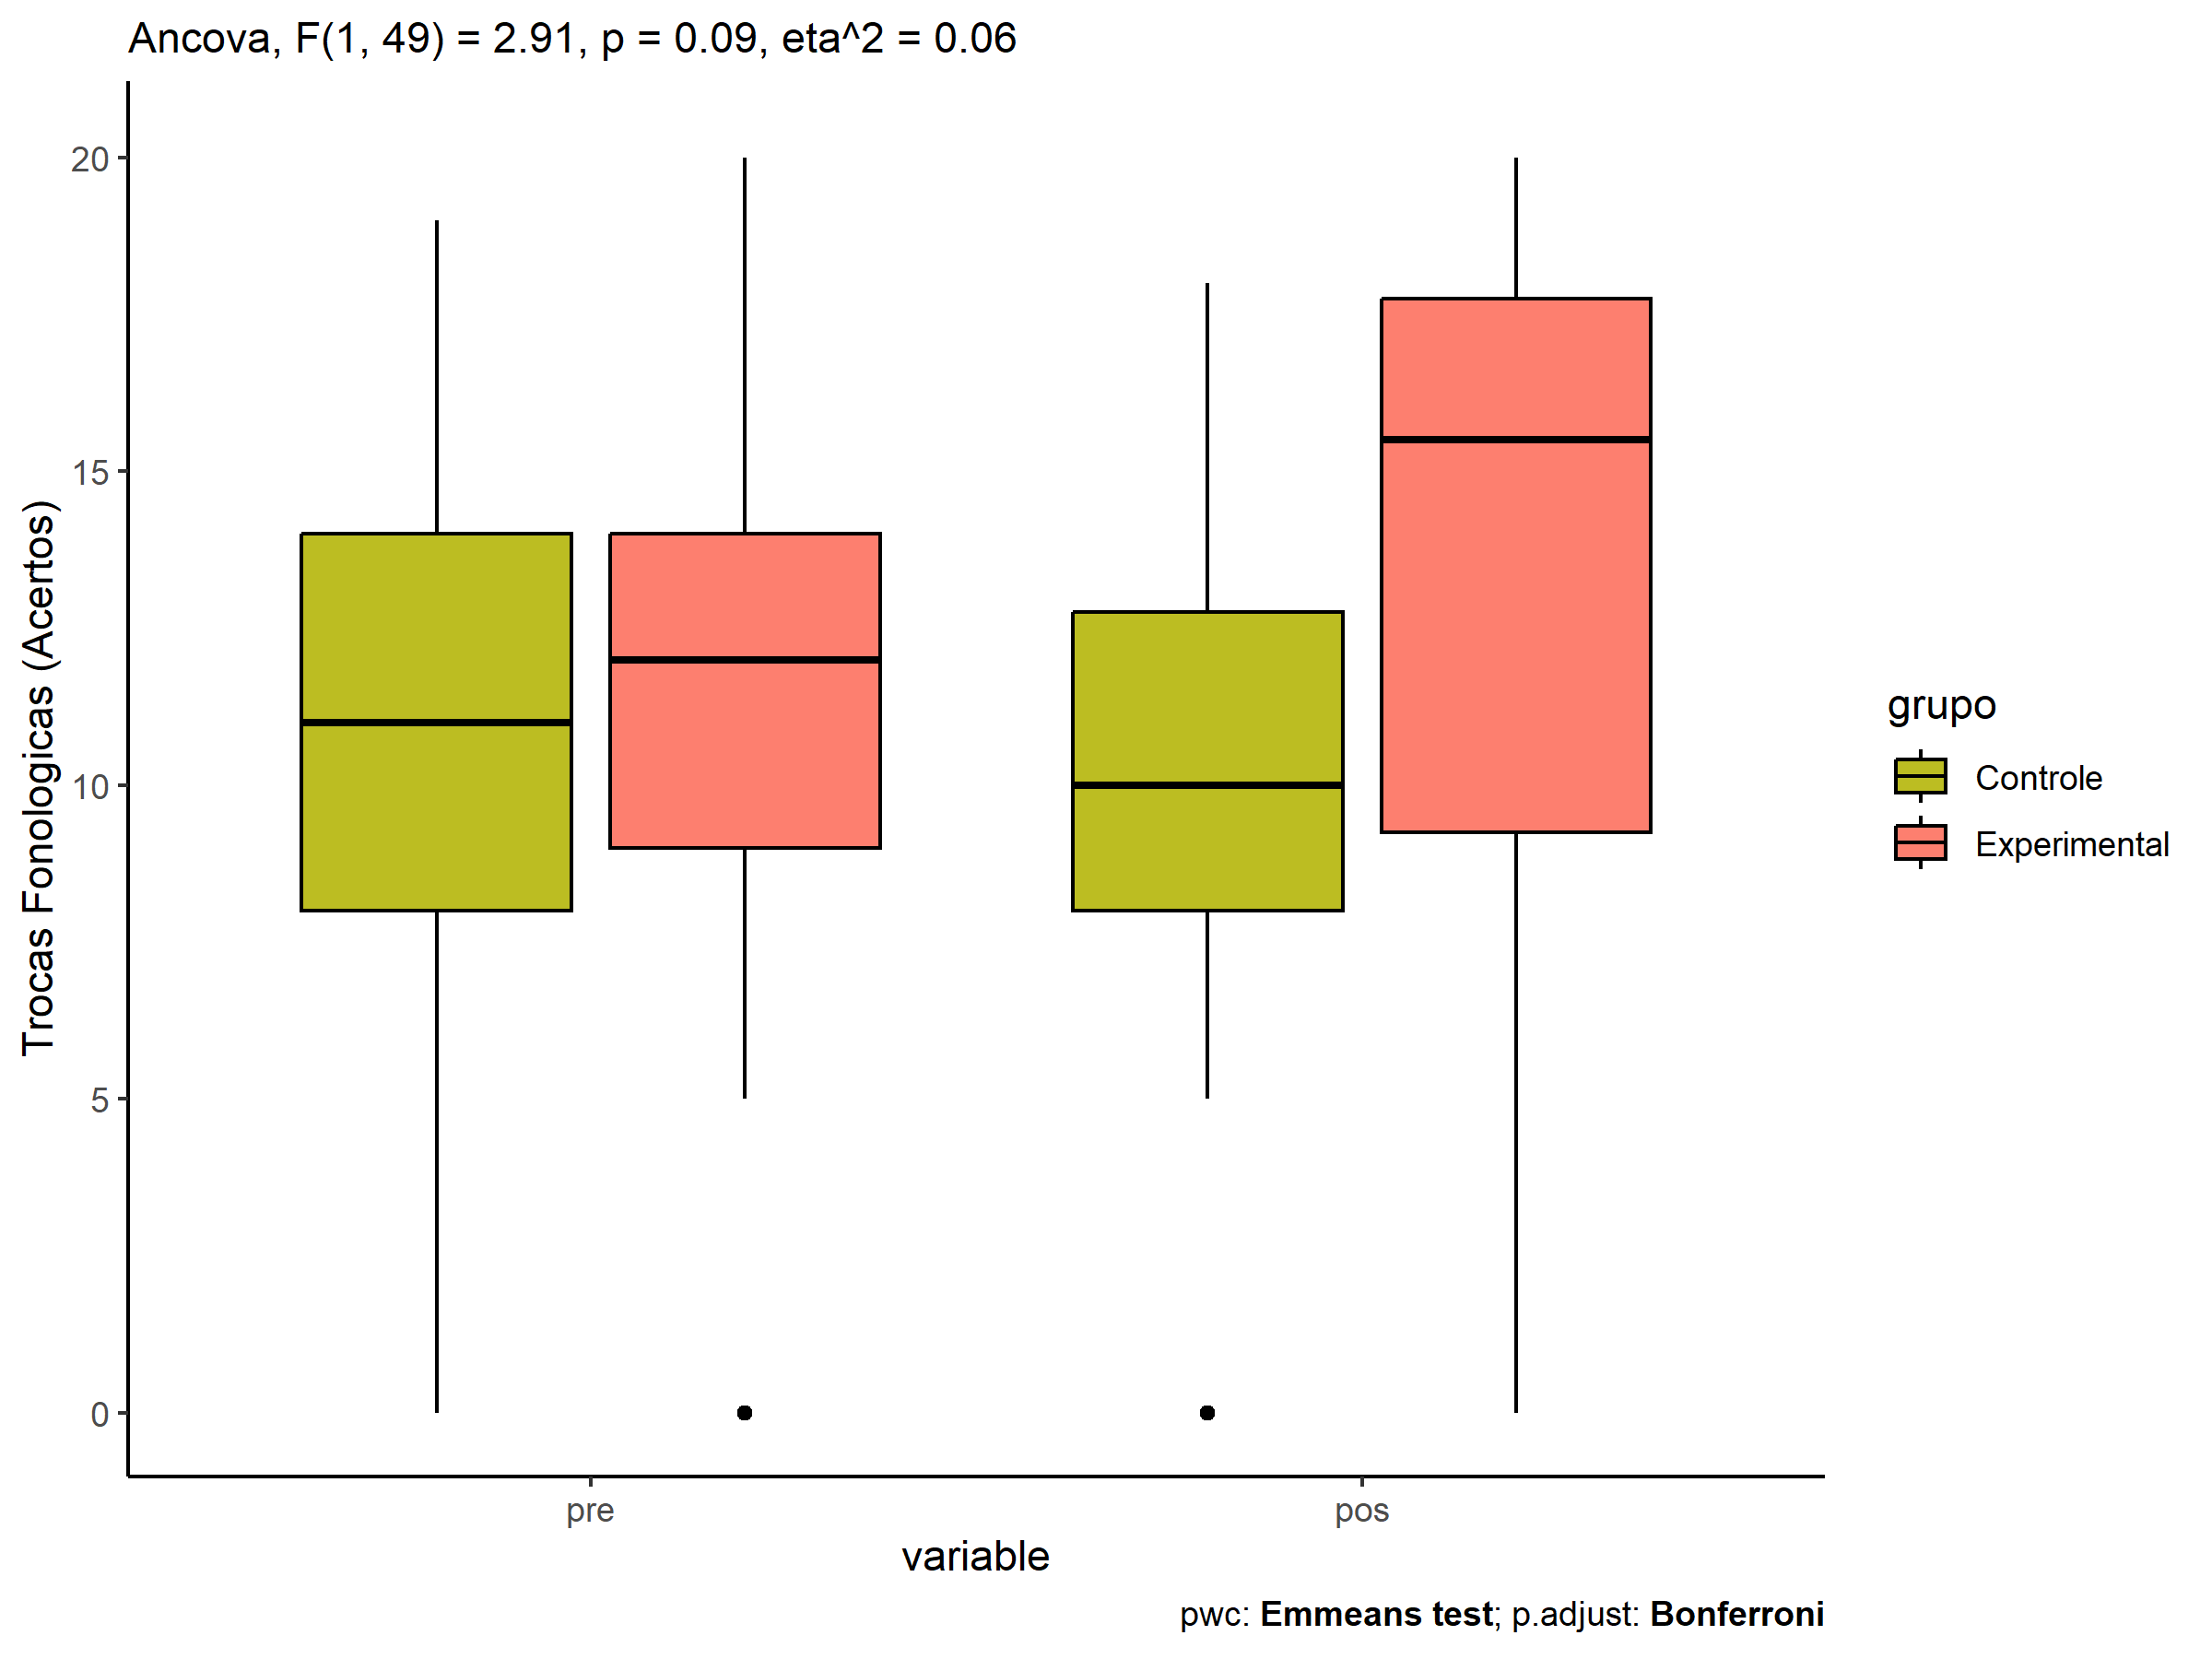 Ancova, F(1, 49) = 2.91, p = 0.09, eta^2 = 0.06
Trocas Fonologicas (Acertos)
20
15
10
5
0
pre
pos
variable
grupo
Controle
Experimental
pwc: Emmeans test; p.adjust: Bonferroni